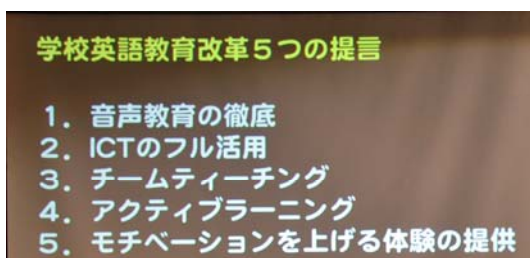 学校英語教育改革５つの提言
１．音声教育の徹底
２．ICTのフル活用
３．チームティーチング
４．アクティブラーニング
５．モチベーションを上げる体験の提供